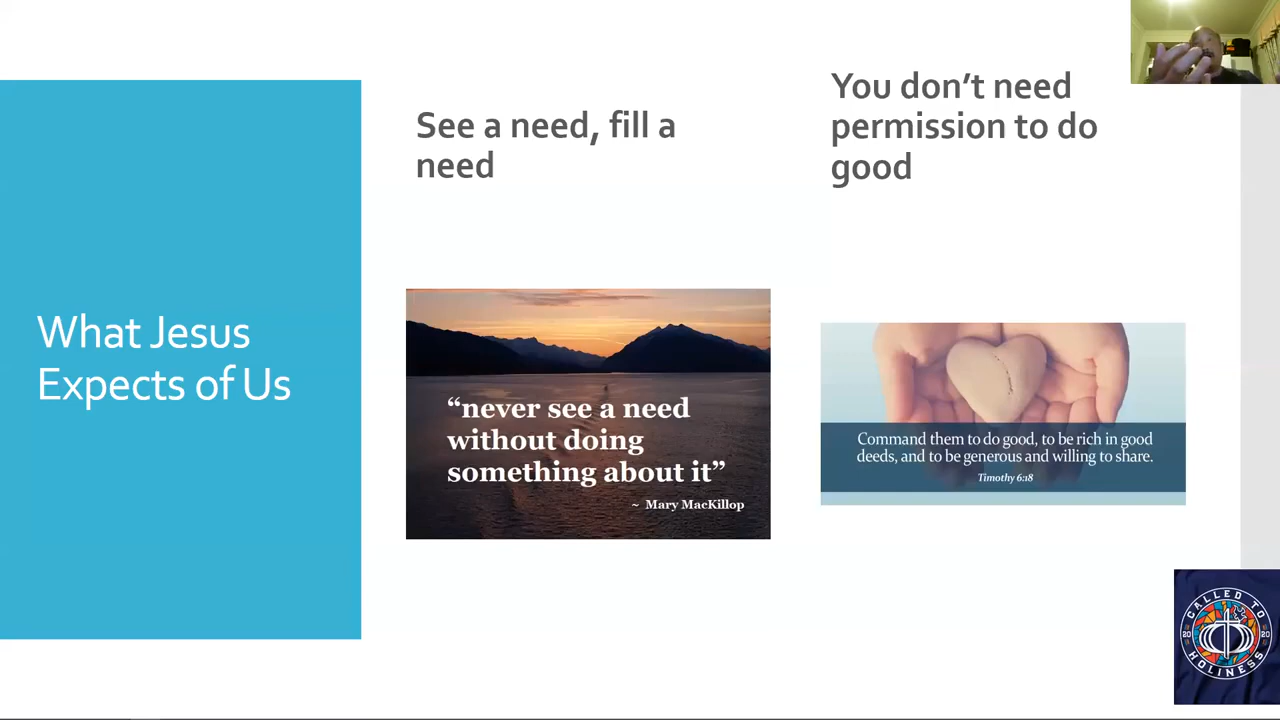 What Jesus
Expects of Us
See a need, fill a
need
“never see a need
without doing
something about it”
~ Mary MacKillop
You don’t need
permission to do
good
Command them to do good, to be rich in good
deeds, and to be generous and willing to share.
Timothy 6:18
CALLED TO
20 20
HOLINESS